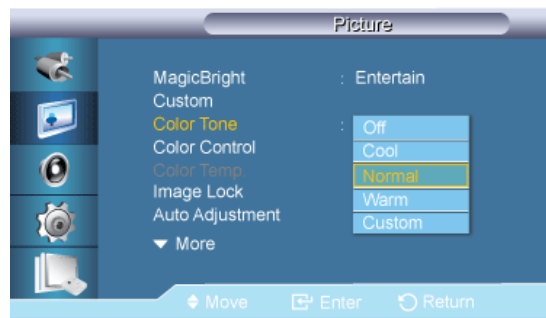 Picture
MagicBright : Entertain
Custom
Color Tone :
Off
Cool
Normal
Warm
Custom
Color Control
Color Temp.
Image Lock
Auto Adjustment
More
Move Enter Return